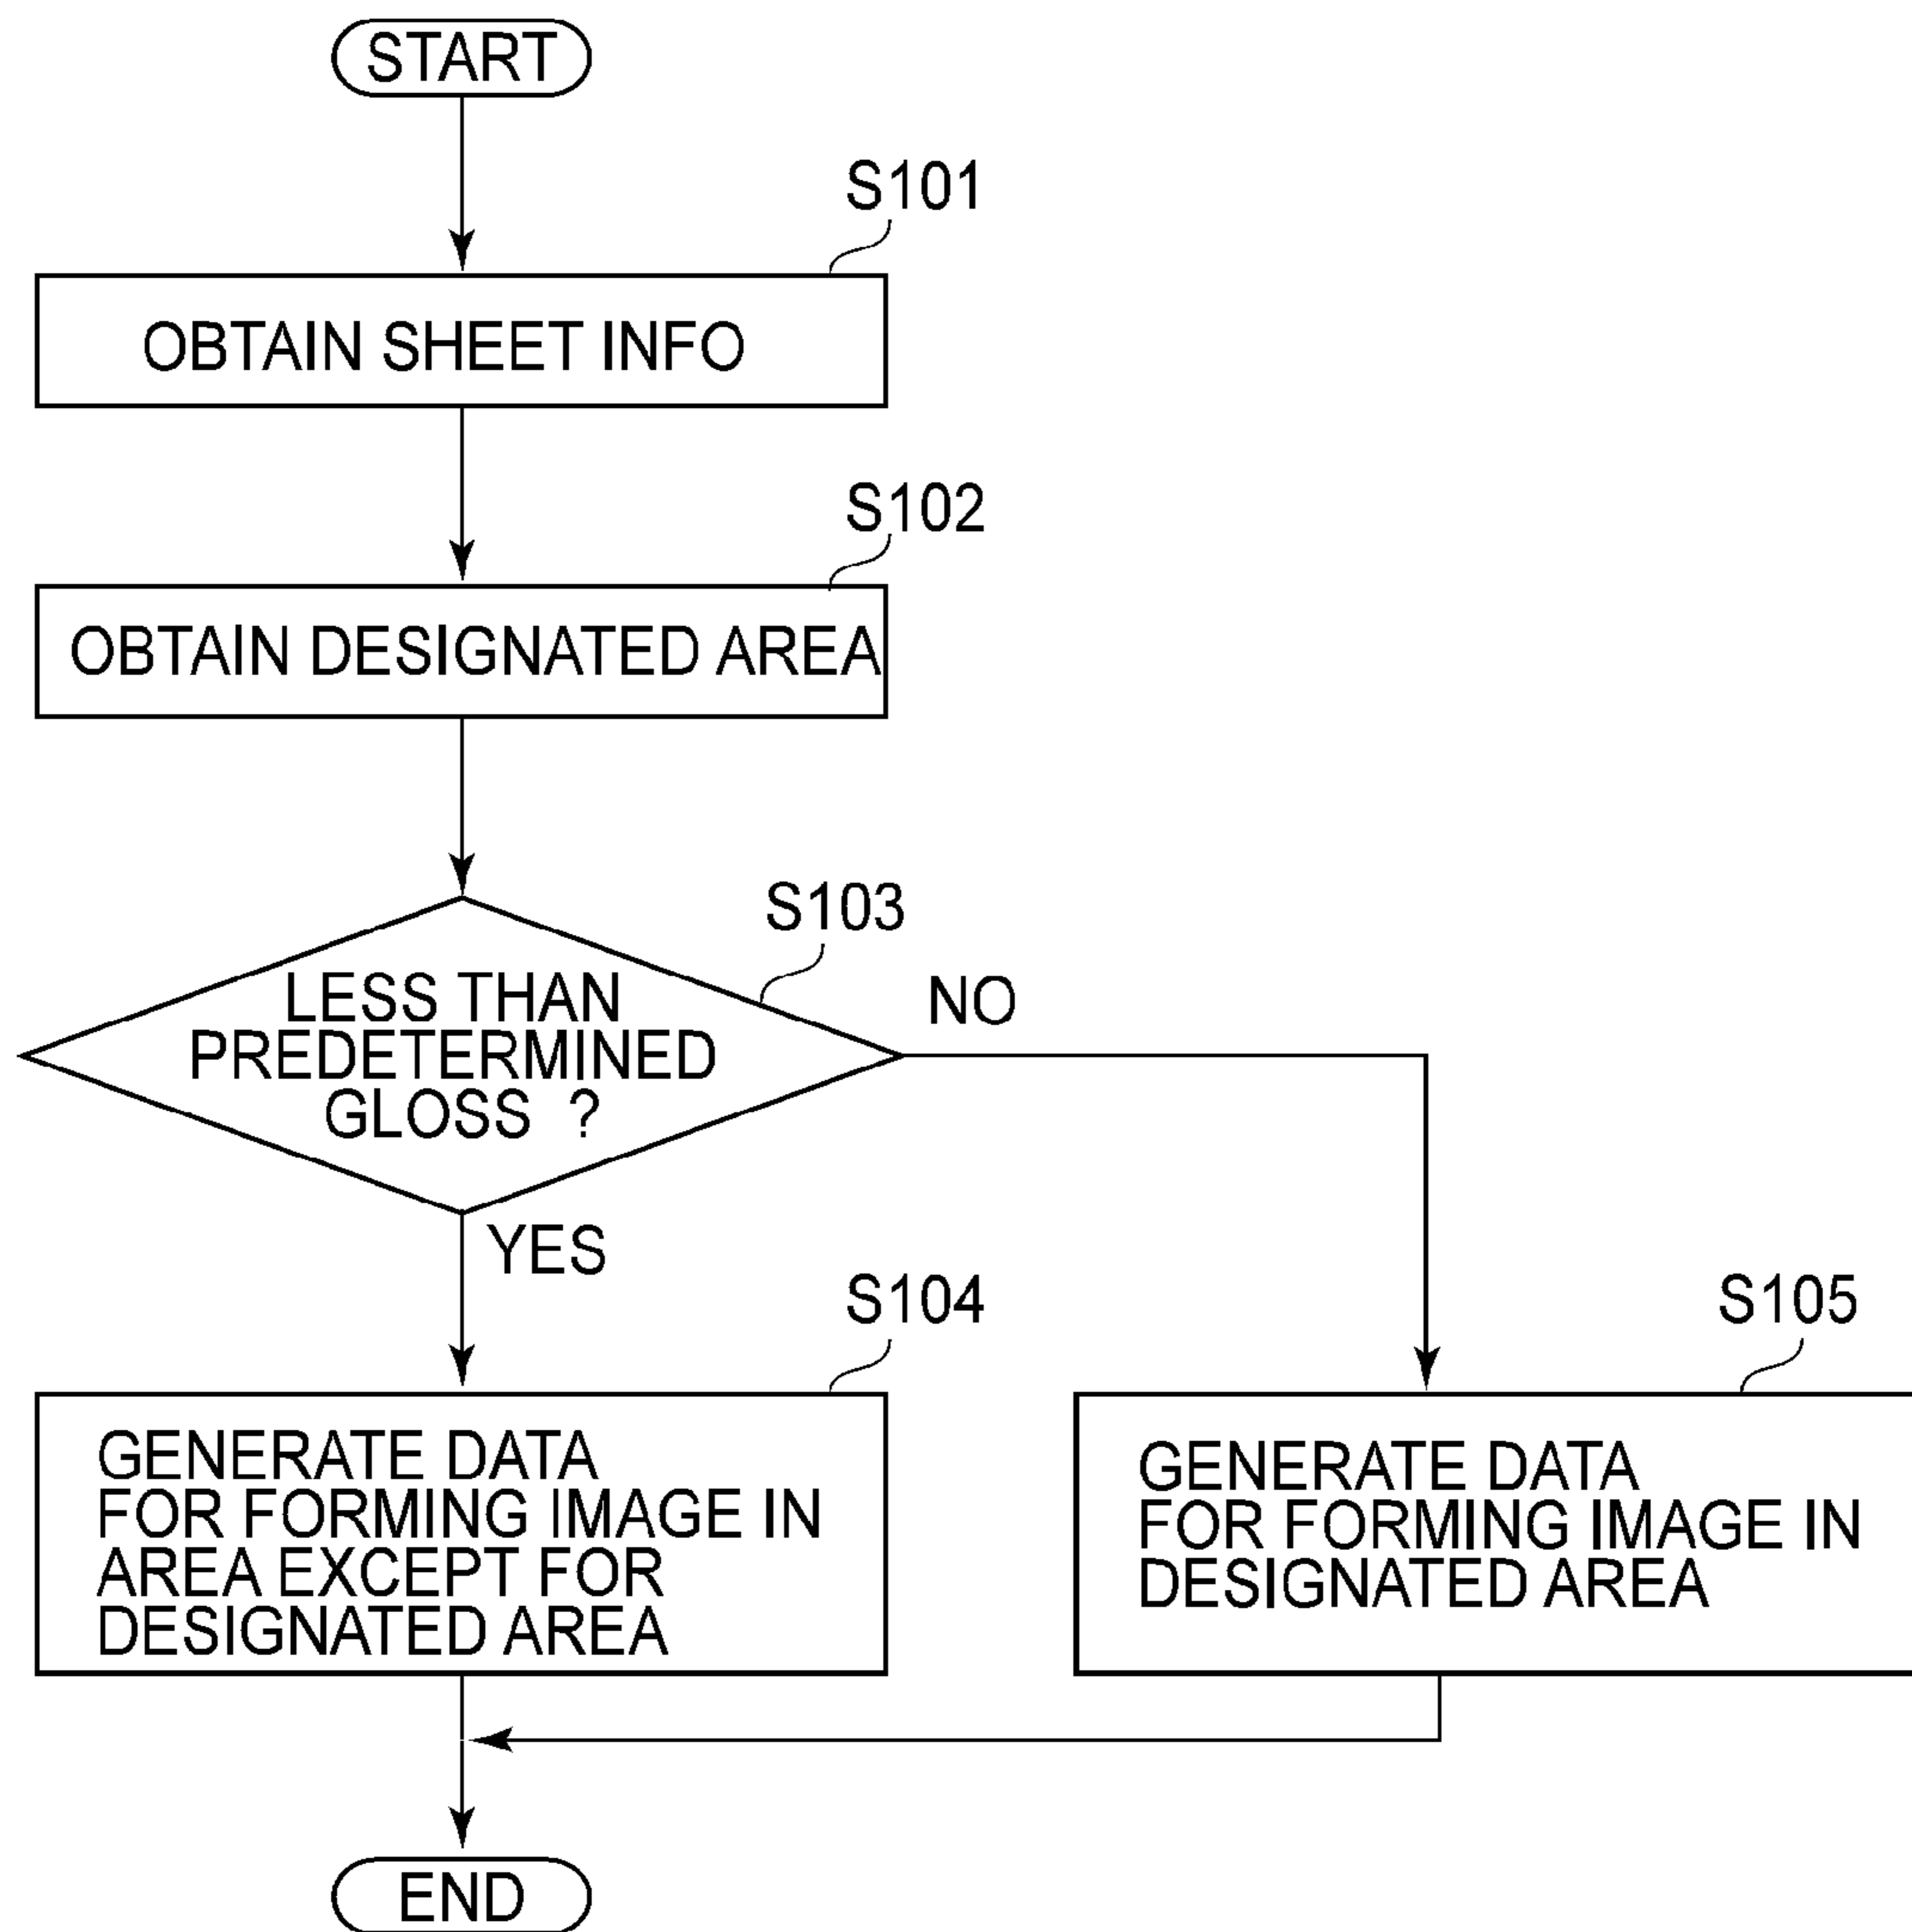 START
S101
OBTAIN SHEET INFO
S102
OBTAIN DESIGNATED AREA
S103
LESS THAN
PREDETERMINED
GLOSS ?
NO
YES
S104
GENERATE DATA
FOR FORMING IMAGE IN
AREA EXCEPT FOR
DESIGNATED AREA
S105
GENERATE DATA
FOR FORMING IMAGE IN
DESIGNATED AREA
END